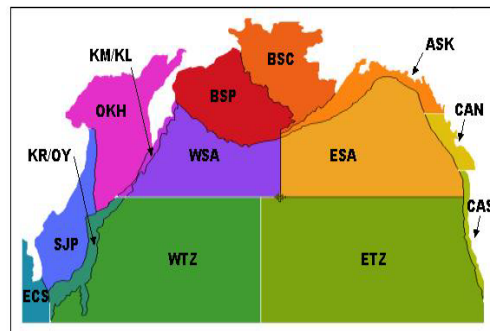 ASK
KM/KL
BSC
BSP
OKH
CAN
KR/OY
WSA
ESA
CAS
SJP
WTZ
ETZ
ECS